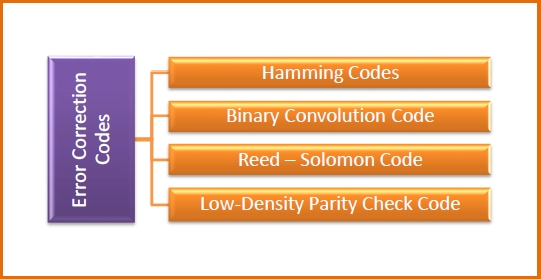 Error Correction
Codes
Hamming Codes
Binary Convolution Code
Reed – Solomon Code
Low-Density Parity Check Code